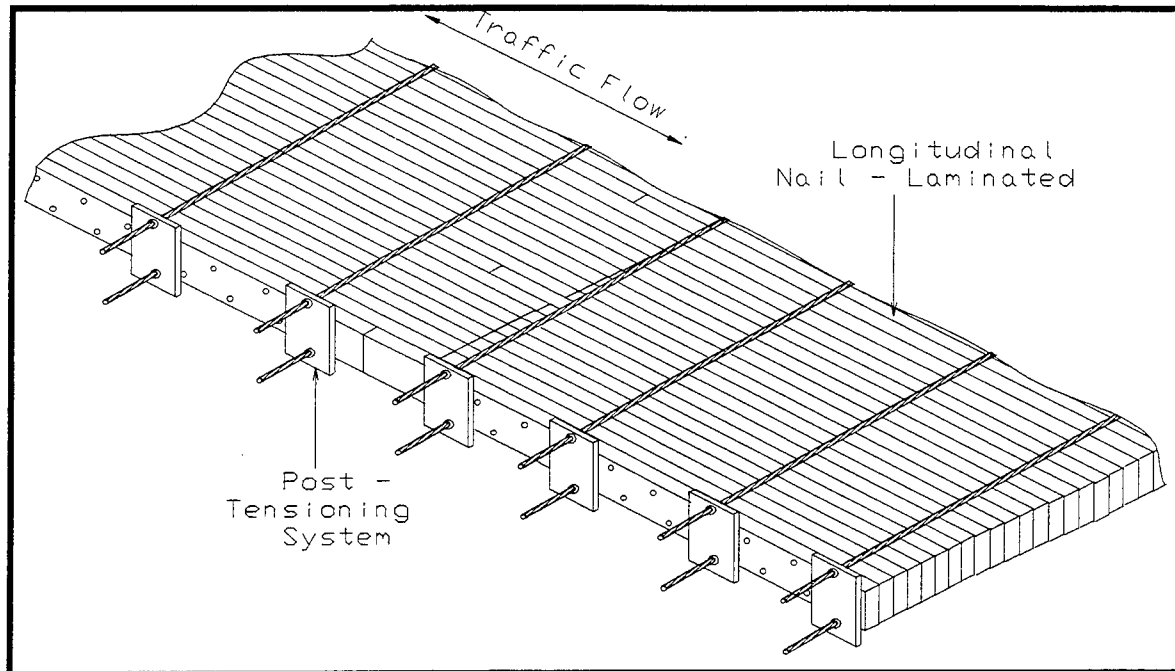 Traffic Flow
Longitudinal
Nail - Laminated
Post -
Tensioning
System